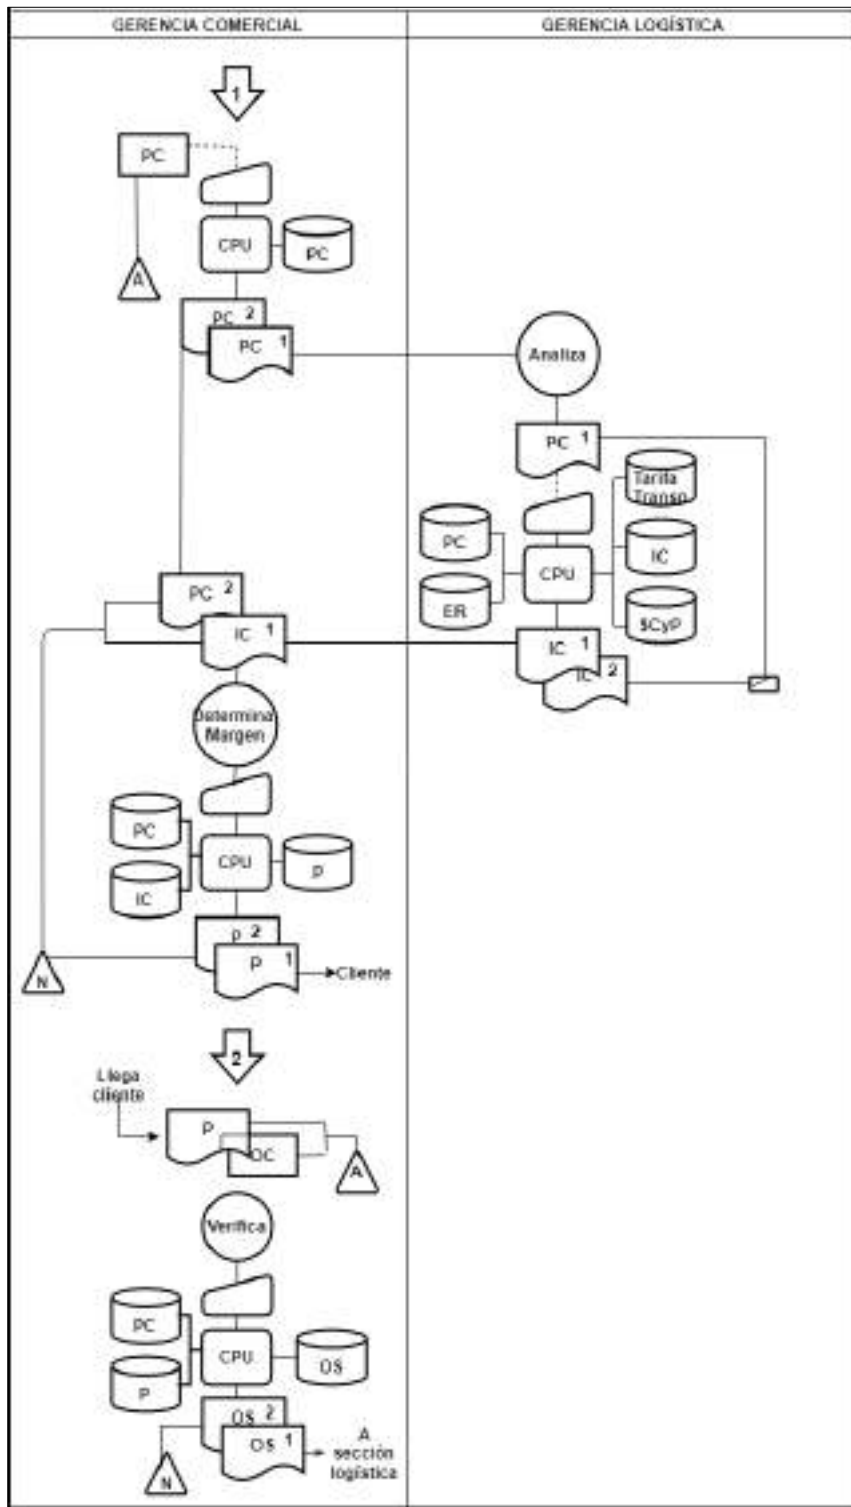 GERENCIA COMERCIAL
GERENCIA LOGÍSTICA
1
PC
CPU
PC
A
PC 2
PC 1
Analiza
PC 1
Tarifa
Transp
PC
IC
CPU
ER
$CyP
PC 2
IC 1
IC 1
IC 2
Determina
Margen
PC
CPU
P
IC
P 2
P 1
Cliente
N
2
Llega
cliente
P
OC
A
Verifica
PC
CPU
OS
P
OS 2
OS 1
A
sección
logística
N